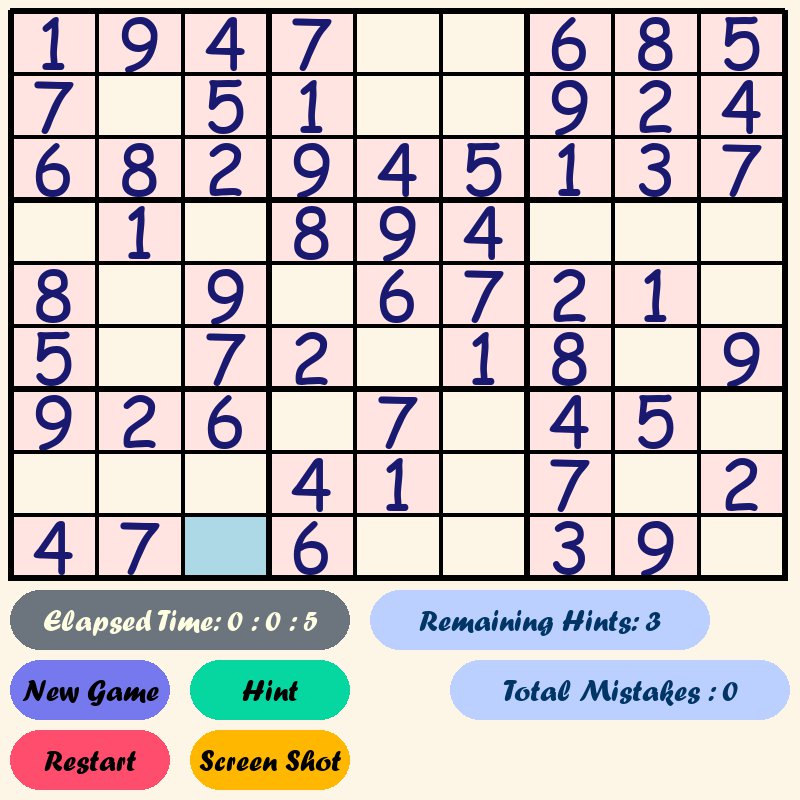 1 9 4 7 6 8 5
7 5 1 9 2 4
6 8 2 9 4 5 1 3 7
1 8 9 4
8 9 6 7 2 1
5 7 2 1 8 9
9 2 6 7 4 5
4 1 7 2
4 7 6 3 9
Elapsed Time: 0 : 0 : 5 Remaining Hints: 3
New Game Hint Total Mistakes : 0
Restart Screen Shot